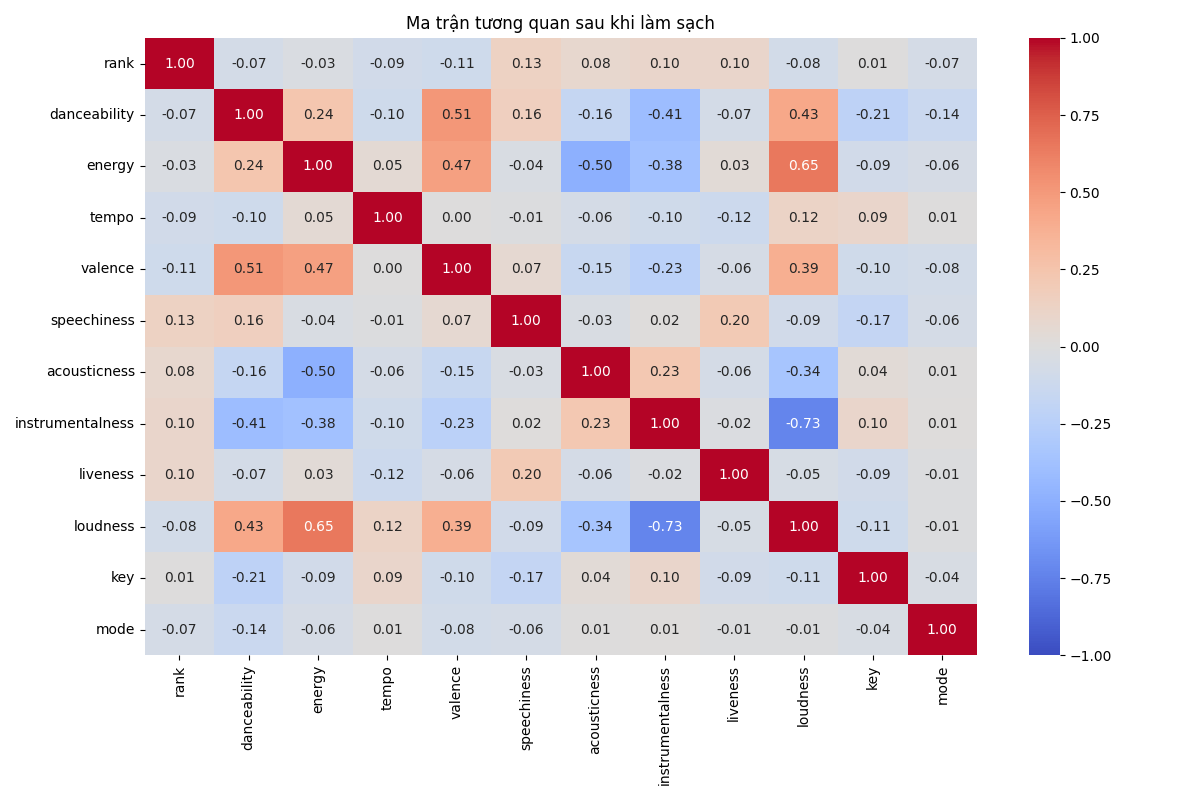 Ma trận tương quan sau khi làm sạch
rank 1.00 -0.07 -0.03 -0.09 -0.11 0.13 0.08 0.10 0.10 -0.08 0.01 -0.07
danceability -0.07 1.00 0.24 -0.10 0.51 0.16 -0.16 -0.41 -0.07 0.43 -0.21 -0.14
energy -0.03 0.24 1.00 0.05 0.47 -0.04 -0.50 -0.38 0.03 0.65 -0.09 -0.06
tempo -0.09 -0.10 0.05 1.00 0.00 -0.01 -0.06 -0.10 -0.12 0.12 0.09 0.01
valence -0.11 0.51 0.47 0.00 1.00 0.07 -0.15 -0.23 -0.06 0.39 -0.10 -0.08
speechiness 0.13 0.16 -0.04 -0.01 0.07 1.00 -0.03 0.02 0.20 -0.09 -0.17 -0.06
acousticness 0.08 -0.16 -0.50 -0.06 -0.15 -0.03 1.00 0.23 -0.06 -0.34 0.04 0.01
instrumentalness 0.10 -0.41 -0.38 -0.10 -0.23 0.02 0.23 1.00 -0.02 -0.73 0.10 0.01
liveness 0.10 -0.07 0.03 -0.12 -0.06 0.20 -0.06 -0.02 1.00 -0.05 -0.09 -0.01
loudness -0.08 0.43 0.65 0.12 0.39 -0.09 -0.34 -0.73 -0.05 1.00 -0.11 -0.01
key 0.01 -0.21 -0.09 0.09 -0.10 -0.17 0.04 0.10 -0.09 -0.11 1.00 -0.04
mode -0.07 -0.14 -0.06 0.01 -0.08 -0.06 0.01 0.01 -0.01 -0.01 -0.04 1.00
rank danceability energy tempo valence speechiness acousticness instrumentalness liveness loudness key mode
1.00
0.75
0.50
0.25
0.00
−0.25
−0.50
−0.75
−1.00